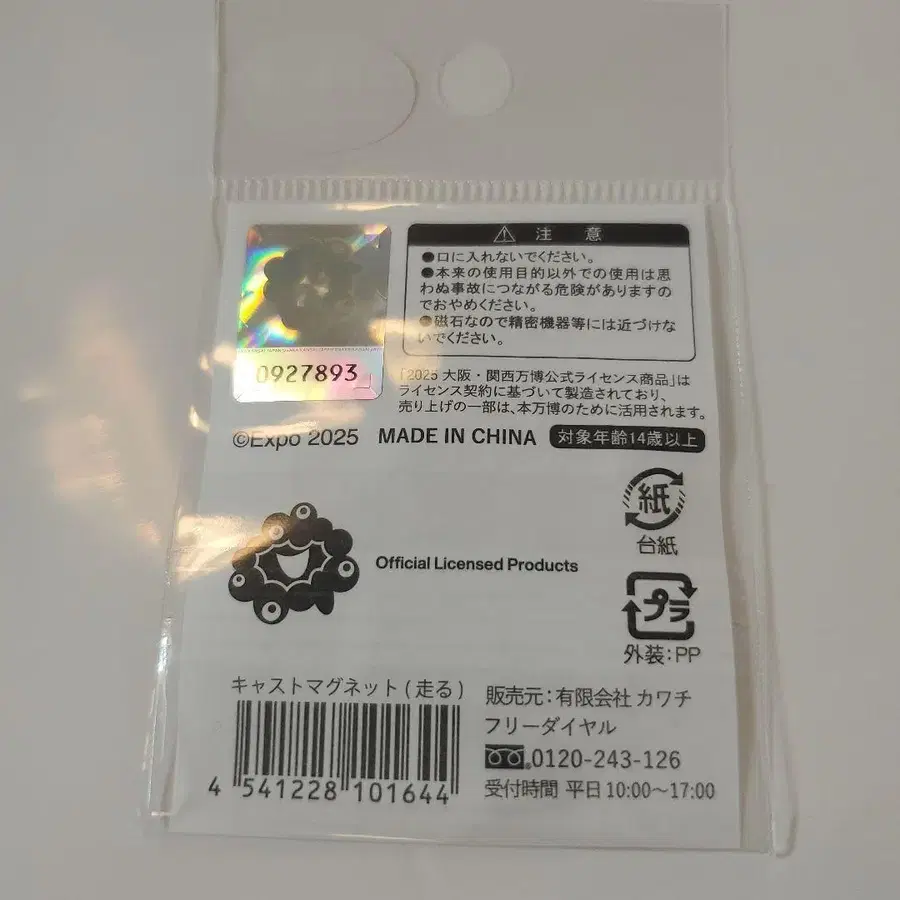 注 意
●口に入れないでください。
●本来の使用目的以外での使用は思
わぬ事故につながる危険がありますの
でおやめください。
●磁石なので精密機器等には近づけな
いでください。
0927893
「2025 大阪・関西万博公式ライセンス商品」は
ライセンス契約に基づいて製造されており、
売り上げの一部は、本万博のために活用されます。
©Expo 2025 MADE IN CHINA 対象年齢14歳以上
紙
台紙
Official Licensed Products
プラ
外装:PP
キャストマグネット(走る)
4 541228 101644
販売元:有限会社 カワチ
フリーダイヤル
0120-243-126
受付時間 平日 10:00〜17:00